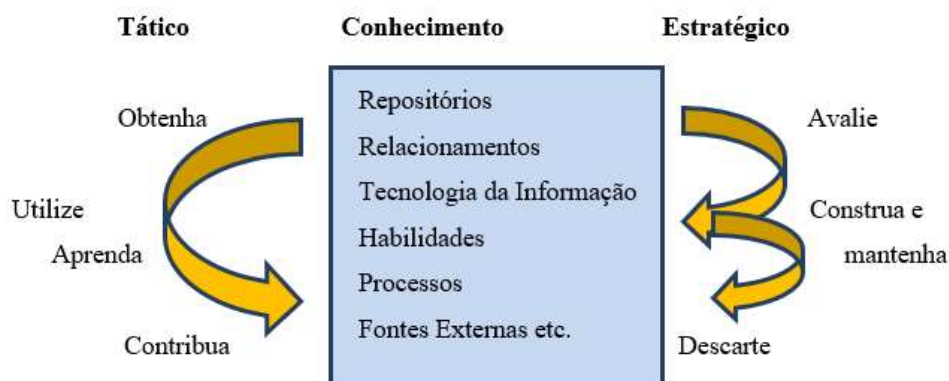 Tático
Conhecimento
Estratégico
Obtenha
Utilize
Aprenda
Contribua
Repositórios
Relacionamentos
Tecnologia da Informação
Habilidades
Processos
Fontes Externas etc.
Avalie
Construa e
mantenha
Descarte